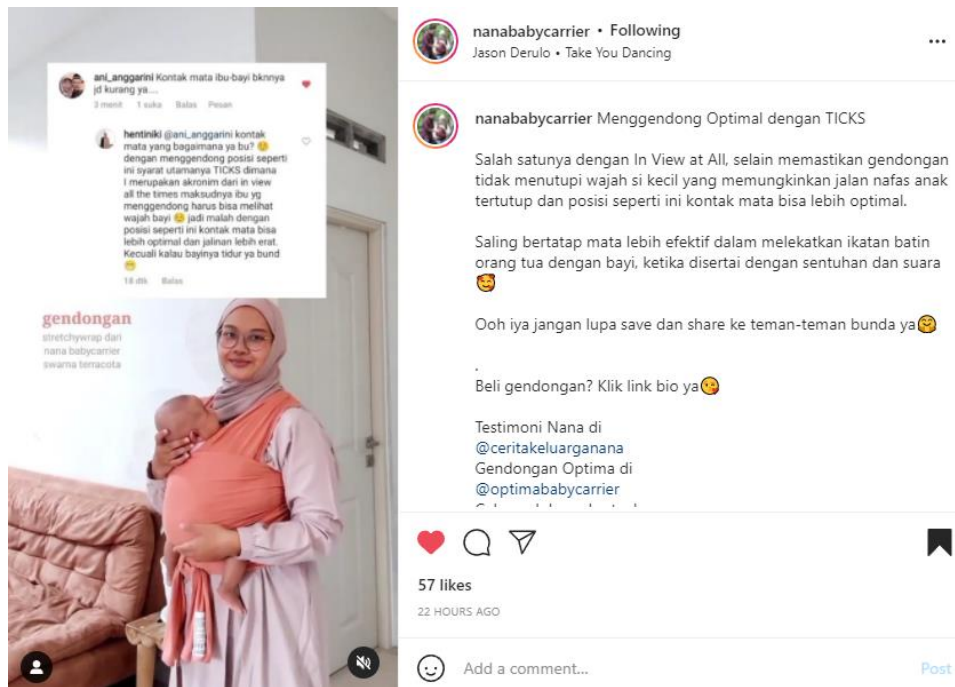 ani_anggarini Kontak mata ibu-bayi bknnya
jd kurang ya....
3 menit 1 suka Balas Pesan
hentiniki @ani_anggarini kontak
mata yang bagaimana ya bu? 😊
dengan menggendong posisi seperti
ini syarat utamanya TICKS dimana
I merupakan akronim dari in view
all the times maksudnya ibu yg
menggendong harus bisa melihat
wajah bayi 😊 jadi malah dengan
posisi seperti ini kontak mata bisa
lebih optimal dan jalinan lebih erat.
Kecuali kalau bayinya tidur ya bund
😁
18 dtk Balas
gendongan
stretchywrap dari
nana babycarrier
swarna terracota
nanababycarrier • Following
Jason Derulo • Take You Dancing
nanababycarrier Menggendong Optimal dengan TICKS
Salah satunya dengan In View at All, selain memastikan gendongan
tidak menutupi wajah si kecil yang memungkinkan jalan nafas anak
tertutup dan posisi seperti ini kontak mata bisa lebih optimal.
Saling bertatap mata lebih efektif dalam melekatkan ikatan batin
orang tua dengan bayi, ketika disertai dengan sentuhan dan suara
🥰
Ooh iya jangan lupa save dan share ke teman-teman bunda ya🤗
.
Beli gendongan? Klik link bio ya😘
Testimoni Nana di
@ceritakeluarganana
Gendongan Optima di
@optimababycarrier
57 likes
22 HOURS AGO
Add a comment...
Post